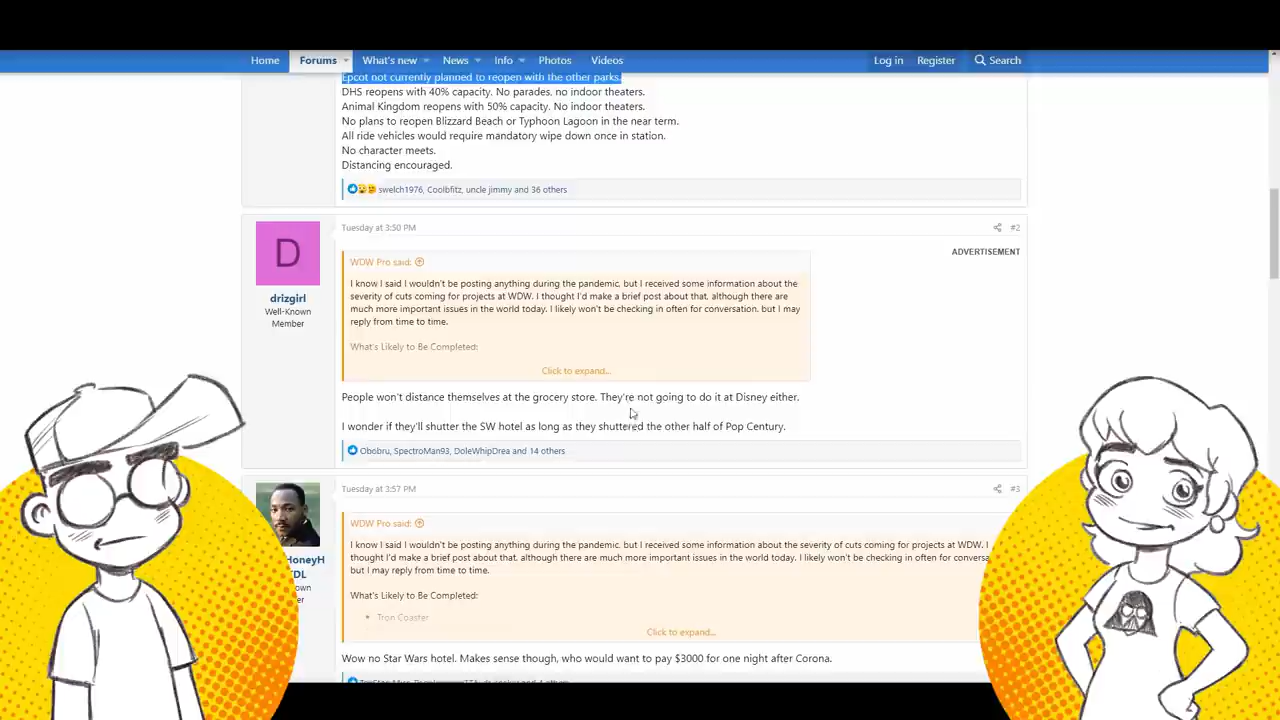 Home Forums What's new News Info Photos Videos Log in Register Search
Epcot not currently planned to reopen with the other parks.
DHS reopens with 40% capacity. No parades, no indoor theaters.
Animal Kingdom reopens with 50% capacity. No indoor theaters.
No plans to reopen Blizzard Beach or Typhoon Lagoon in the near term.
All ride vehicles would require mandatory wipe down once in station.
No character meets.
Distancing encouraged.
swelch1976, Coolbfitz, uncle jimmy and 36 others
D
drizgirl
Well-Known
Member
Tuesday at 3:50 PM
#2
ADVERTISEMENT
WDW Pro said:
I know I said I wouldn't be posting anything during the pandemic, but I received some information about the
severity of cuts coming for projects at WDW. I thought I'd make a brief post about that, although there are
much more important issues in the world today. I likely won't be checking in often for conversation, but I may
reply from time to time.
What's Likely to Be Completed:
Click to expand...
People won't distance themselves at the grocery store. They're not going to do it at Disney either.
I wonder if they'll shutter the SW hotel as long as they shuttered the other half of Pop Century.
Obobru, SpectroMan93, DoleWhipDrea and 14 others
HoneyH
DL
Tuesday at 3:57 PM
#3
WDW Pro said:
I know I said I wouldn't be posting anything during the pandemic, but I received some information about the severity of cuts coming for projects at WDW. I
thought I'd make a brief post about that, although there are much more important issues in the world today. I likely won't be checking in often for conversa
but I may reply from time to time.
What's Likely to Be Completed:
• Tron Coaster
Click to expand...
Wow no Star Wars hotel. Makes sense though, who would want to pay $3000 for one night after Corona.